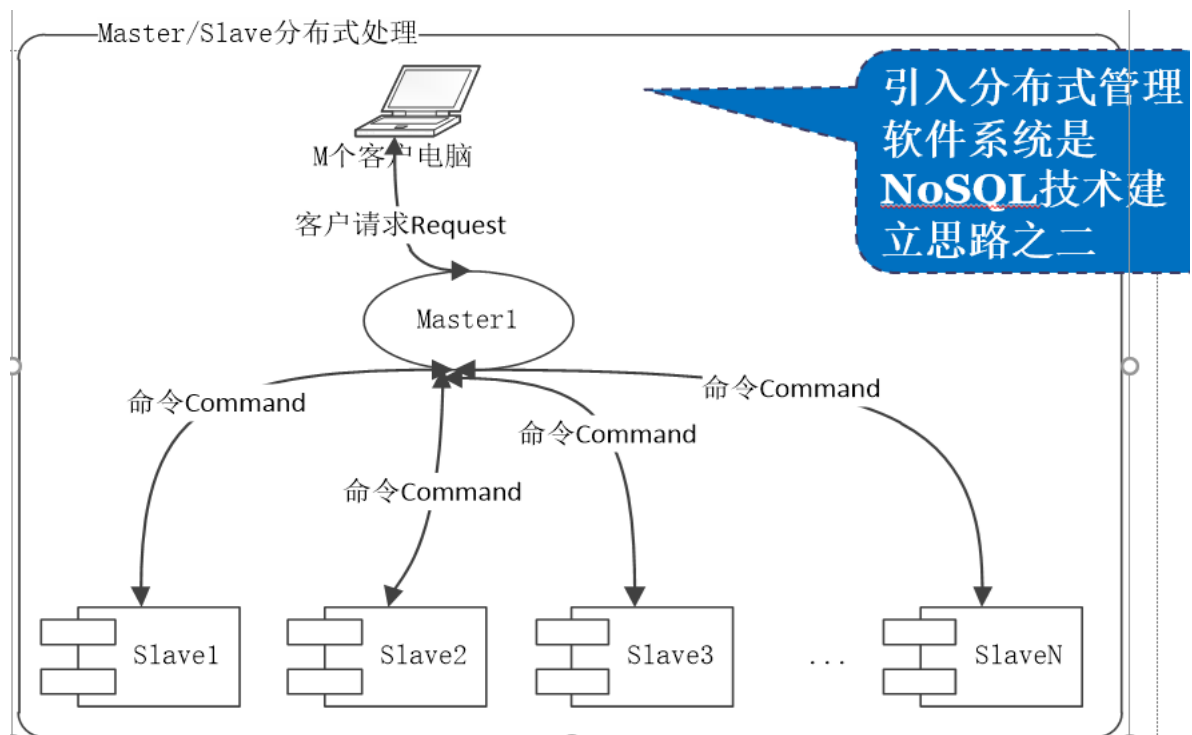 Master/Slave分布式处理
引入分布式管理
软件系统是
NoSQL技术建
立思路之二
M个客户电脑
客户请求Request
Master1
命令Command
命令Command
命令Command
命令Command
Slave1
Slave2
Slave3
...
SlaveN